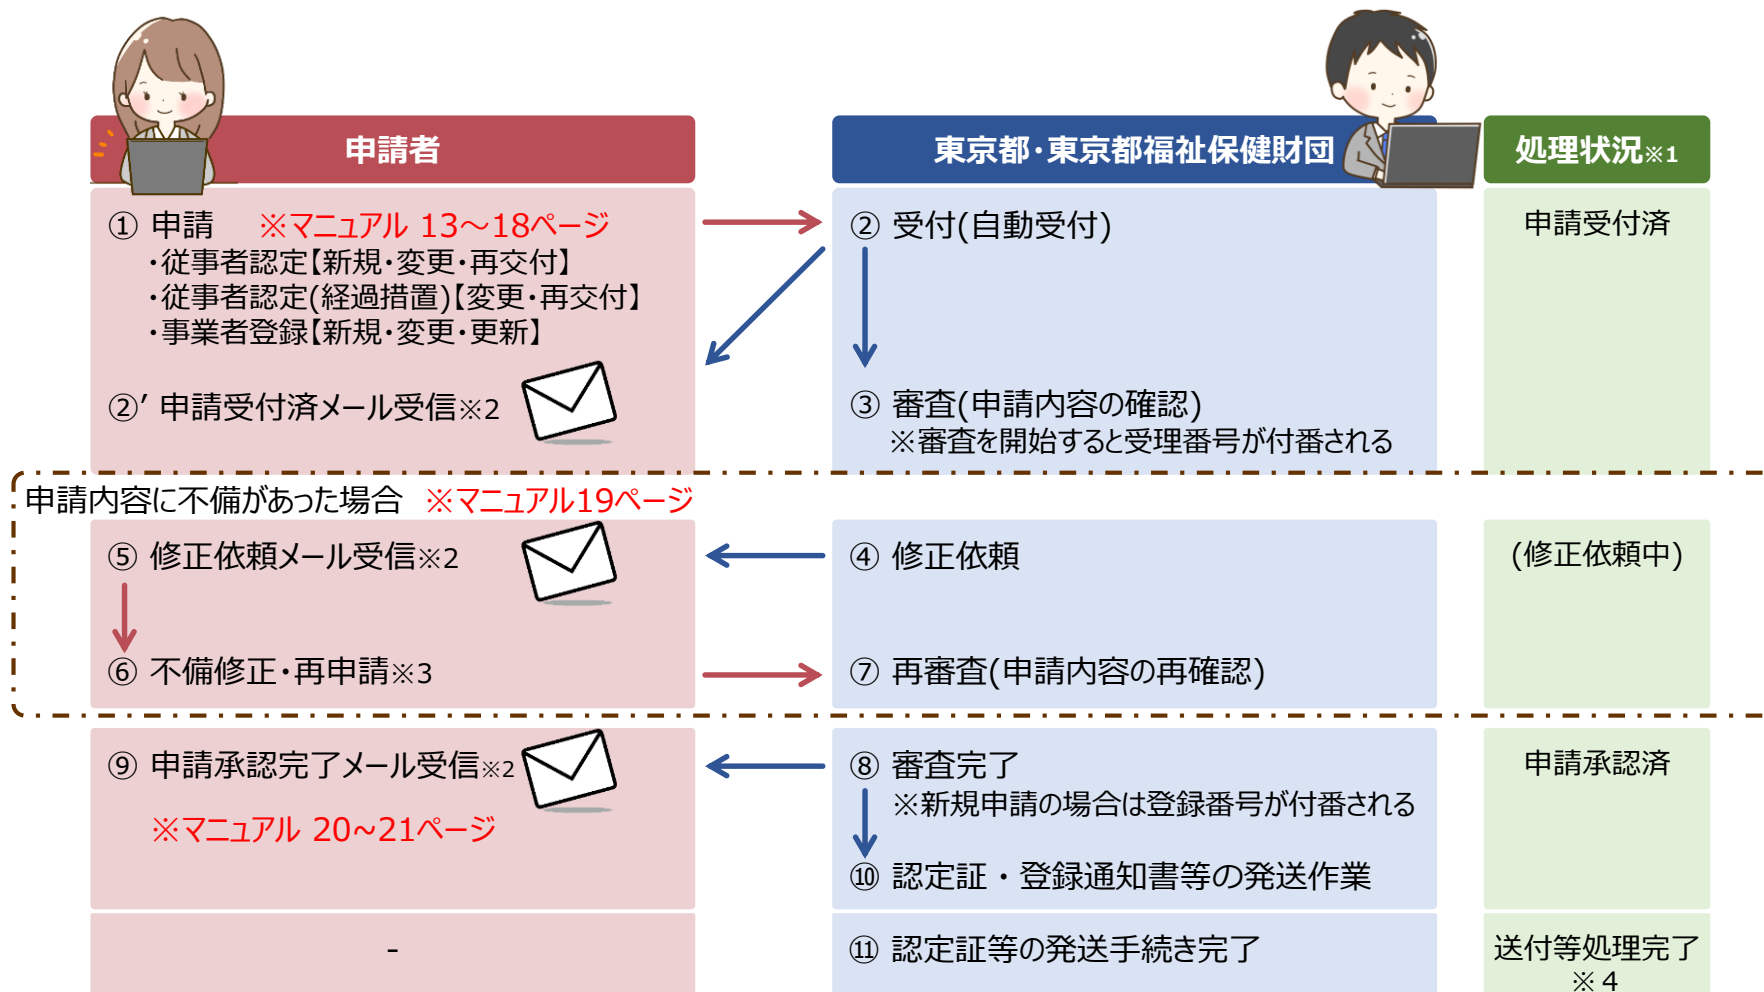 申請者
東京都・東京都福祉保健財団
処理状況※1
① 申請 ※マニュアル 13～18ページ
・従事者認定【新規・変更・再交付】
・従事者認定(経過措置)【変更・再交付】
・事業者登録【新規・変更・更新】
②′ 申請受付済メール受信※2
② 受付(自動受付)
③ 審査(申請内容の確認)
※審査を開始すると受理番号が付番される
申請受付済
申請内容に不備があった場合 ※マニュアル19ページ
⑤ 修正依頼メール受信※2
⑥ 不備修正・再申請※3
④ 修正依頼
⑦ 再審査(申請内容の再確認)
(修正依頼中)
⑨ 申請承認完了メール受信※2
※マニュアル 20~21ページ
⑧ 審査完了
※新規申請の場合は登録番号が付番される
⑩ 認定証・登録通知書等の発送作業
申請承認済
-
⑪ 認定証等の発送手続き完了
送付等処理完了
※４